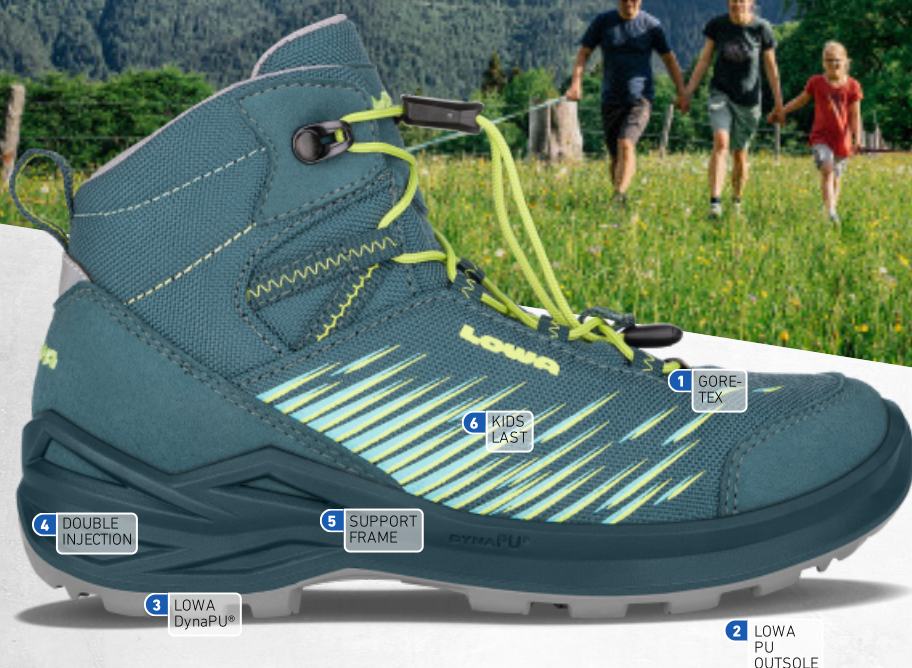 LOWA
1 GORE-
TEX
6 KIDS
LAST
4 DOUBLE
INJECTION
5 SUPPORT
FRAME
DYNAPU®
3 LOWA
DynaPU®
2 LOWA
PU
OUTSOLE